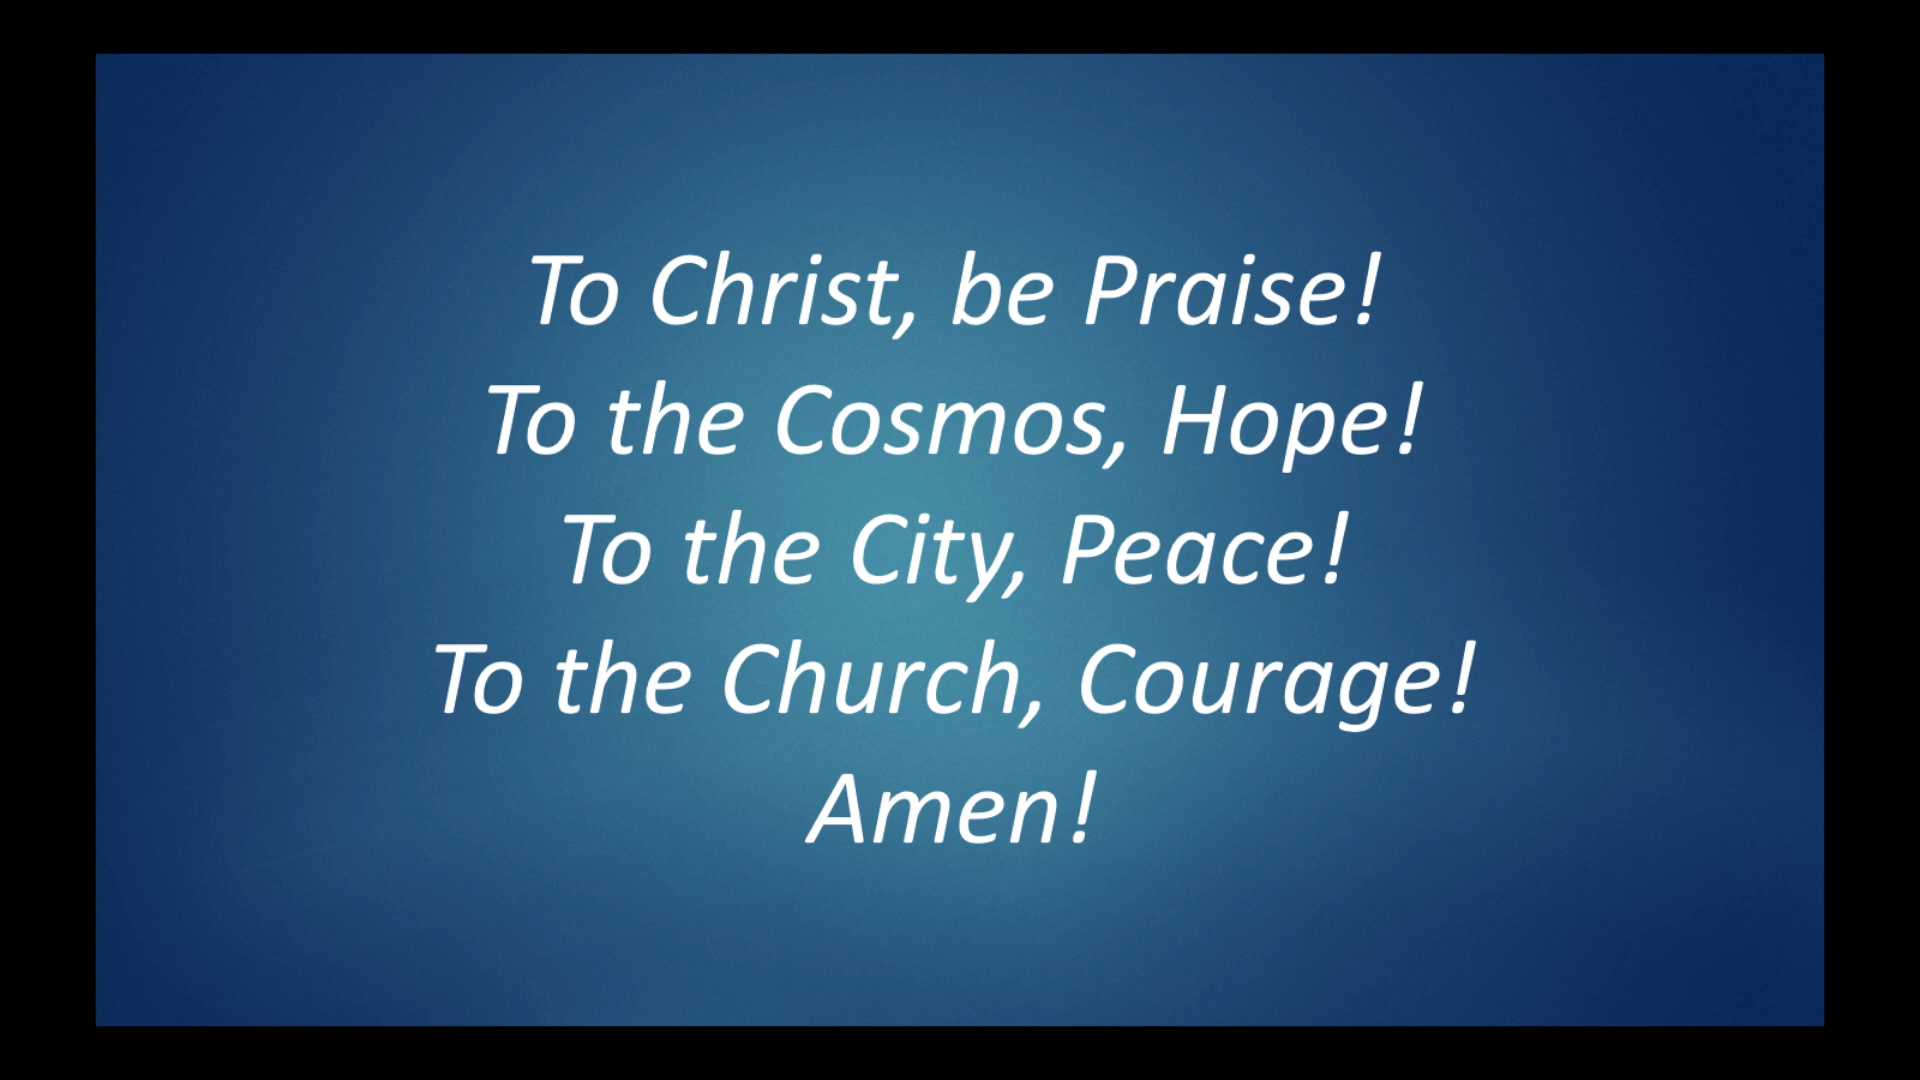 To Christ, be Praise!
To the Cosmos, Hope!
To the City, Peace!
To the Church, Courage!
Amen!